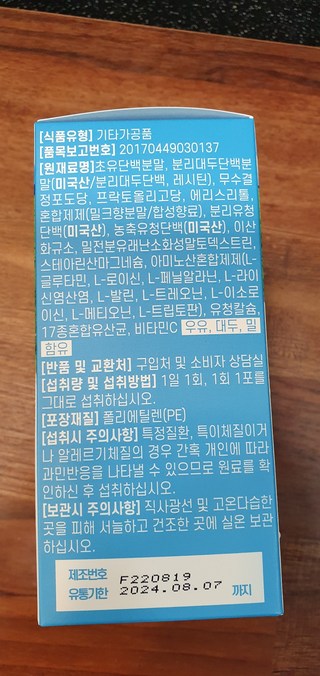 [식품유형] 기타가공품
[품목보고번호] 20170449030137
[원재료명]초유단백분말, 분리대두단백분
말(미국산/분리대두단백, 레시틴), 무수결
정포도당, 프락토올리고당, 에리스리톨,
혼합제제(밀크향분말/합성향료), 분리유청
단백(미국산), 농축유청단백(미국산), 이산
화규소, 밀전분유래난소화성말토덱스트린,
스테아린산마그네슘, 아미노산혼합제제(L-
글루타민, L-로이신, L-페닐알라닌, L-라이
신염산염, L-발린, L-트레오닌, L-이소로
이신, L-메티오닌, L-트립토판), 유청칼슘,
17종혼합유산균, 비타민C 우유, 대두, 밀
함유
[반품 및 교환처] 구입처 및 소비자 상담실
[섭취량 및 섭취방법] 1일 1회, 1회 1포를
그대로 섭취하십시오.
[포장재질] 폴리에틸렌(PE)
[섭취시 주의사항] 특정질환, 특이체질이거
나 알레르기체질의 경우 간혹 개인에 따라
과민반응을 나타낼 수 있으므로 원료를 확
인하신 후 섭취하십시오.
[보관시 주의사항] 직사광선 및 고온다습한
곳을 피해 서늘하고 건조한 곳에 실온 보관
하십시오.
제조번호 F220819
유통기한 2024.08.07 까지